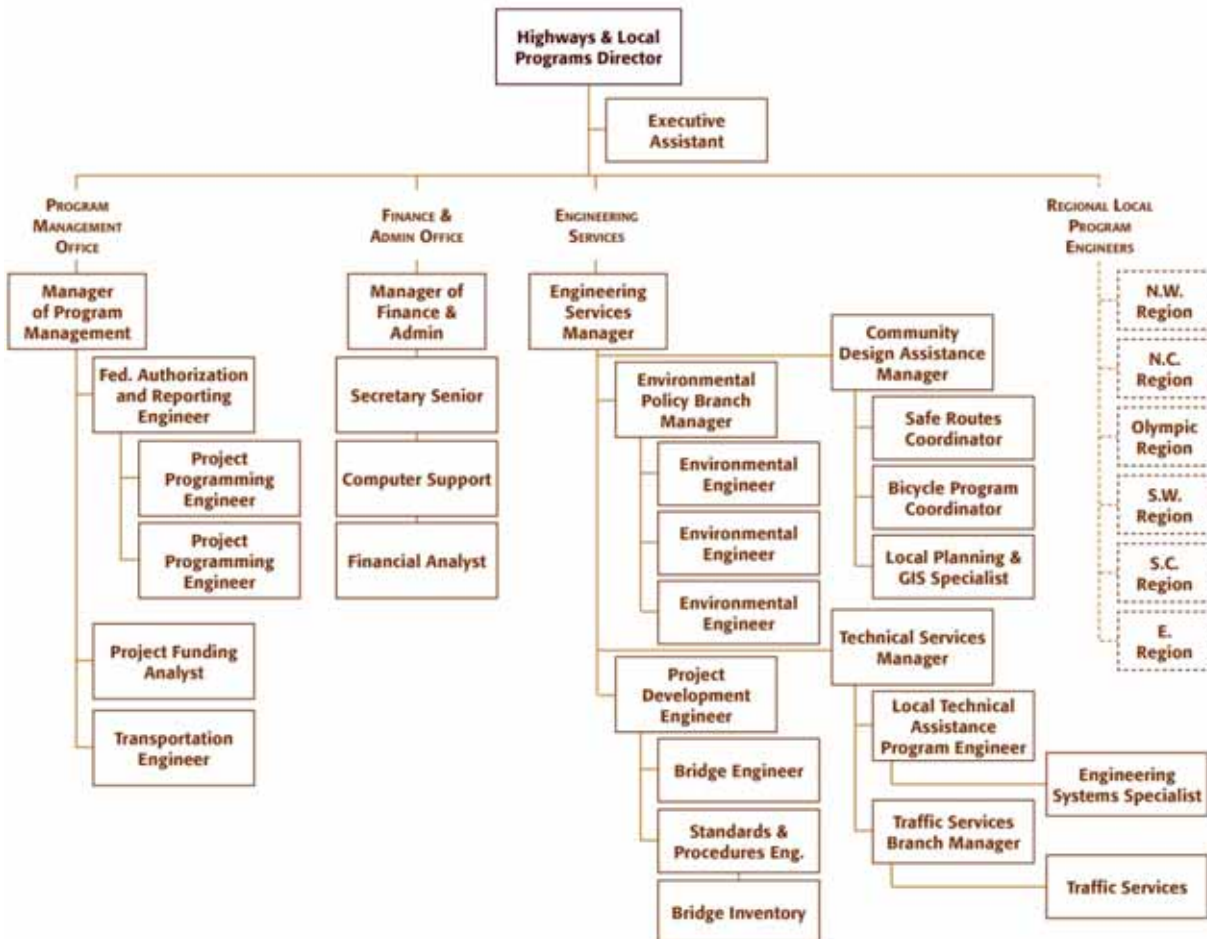 Highways & Local
Programs Director
Executive
Assistant
Program
Management
Office
Manager
of Program
Management
Fed. Authorization
and Reporting
Engineer
Project
Programming
Engineer
Project
Programming
Engineer
Project Funding
Analyst
Transportation
Engineer
Finance &
Admin Office
Manager of
Finance &
Admin
Secretary Senior
Computer Support
Financial Analyst
Engineering
Services
Engineering
Services
Manager
Environmental
Policy Branch
Manager
Environmental
Engineer
Environmental
Engineer
Environmental
Engineer
Project
Development
Engineer
Bridge Engineer
Standards &
Procedures Eng.
Bridge Inventory
Community
Design Assistance
Manager
Safe Routes
Coordinator
Bicycle Program
Coordinator
Local Planning &
GIS Specialist
Technical Services
Manager
Local Technical
Assistance
Program Engineer
Engineering
Systems Specialist
Traffic Services
Branch Manager
Traffic Services
Regional Local
Program
Engineers
N.W.
Region
N.C.
Region
Olympic
Region
S.W.
Region
S.C.
Region
E.
Region